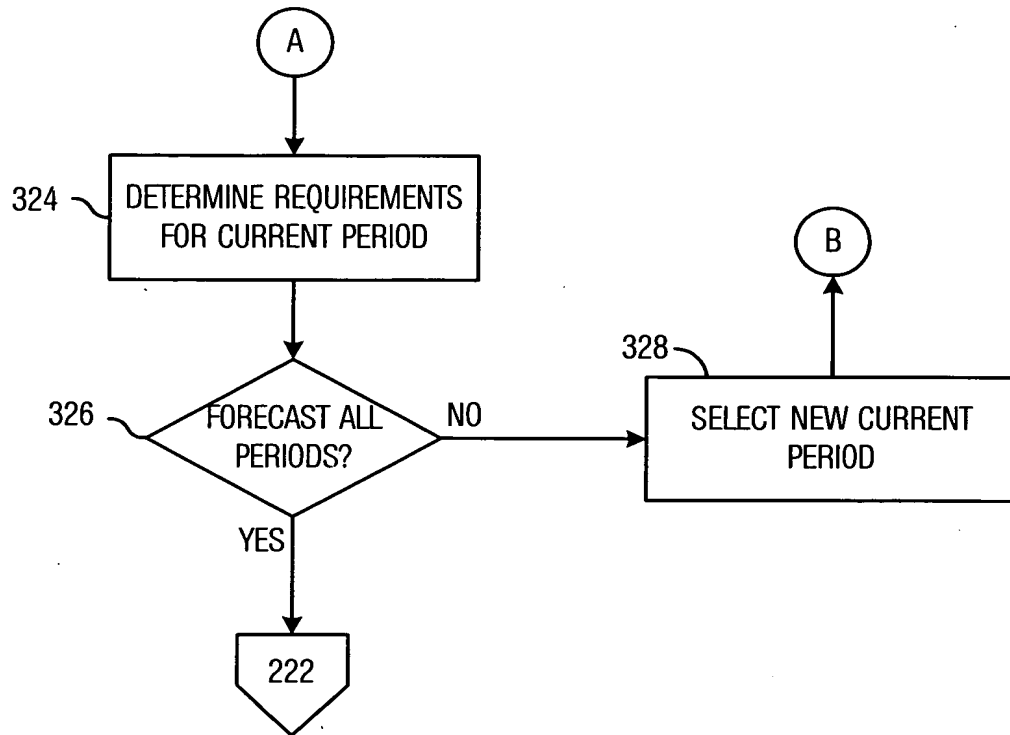 A
324
DETERMINE REQUIREMENTS
FOR CURRENT PERIOD
B
328
326
FORECAST ALL
PERIODS?
NO
SELECT NEW CURRENT
PERIOD
YES
222